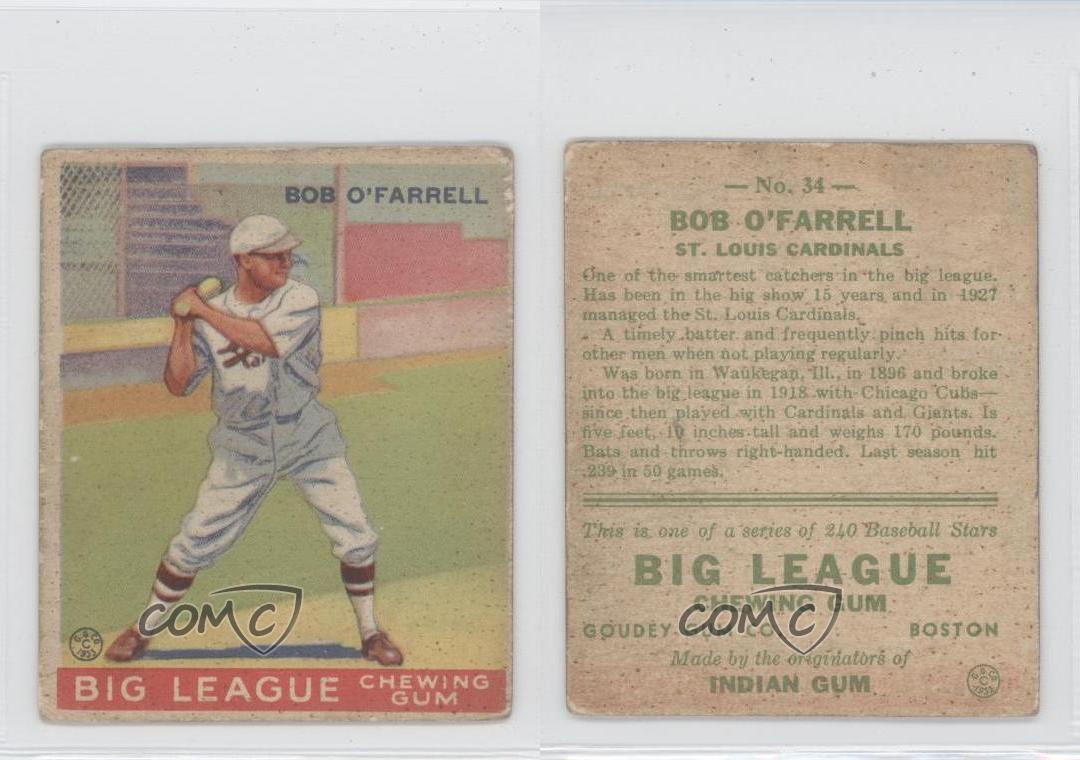 BOB O'FARRELL
COMC
G.G.Co.
C
1933
BIG LEAGUE CHEWING GUM
— No. 34 —
BOB O'FARRELL
ST. LOUIS CARDINALS
One of the smartest catchers in the big league.
Has been in the big show 15 years and in 1927
managed the St. Louis Cardinals.
A timely batter and frequently pinch hits for
other men when not playing regularly.
Was born in Waukegan, Ill., in 1896 and broke
into the big league in 1918 with Chicago Cubs—
since then played with Cardinals and Giants. Is
five feet, 10 inches tall and weighs 170 pounds.
Bats and throws right-handed. Last season hit
.239 in 50 games.
This is one of a series of 240 Baseball Stars
BIG LEAGUE
CHEWING GUM
COMC
GOUDEY GUM CO. BOSTON
Made by the originators of
INDIAN GUM
G.G.Co.
C
1933